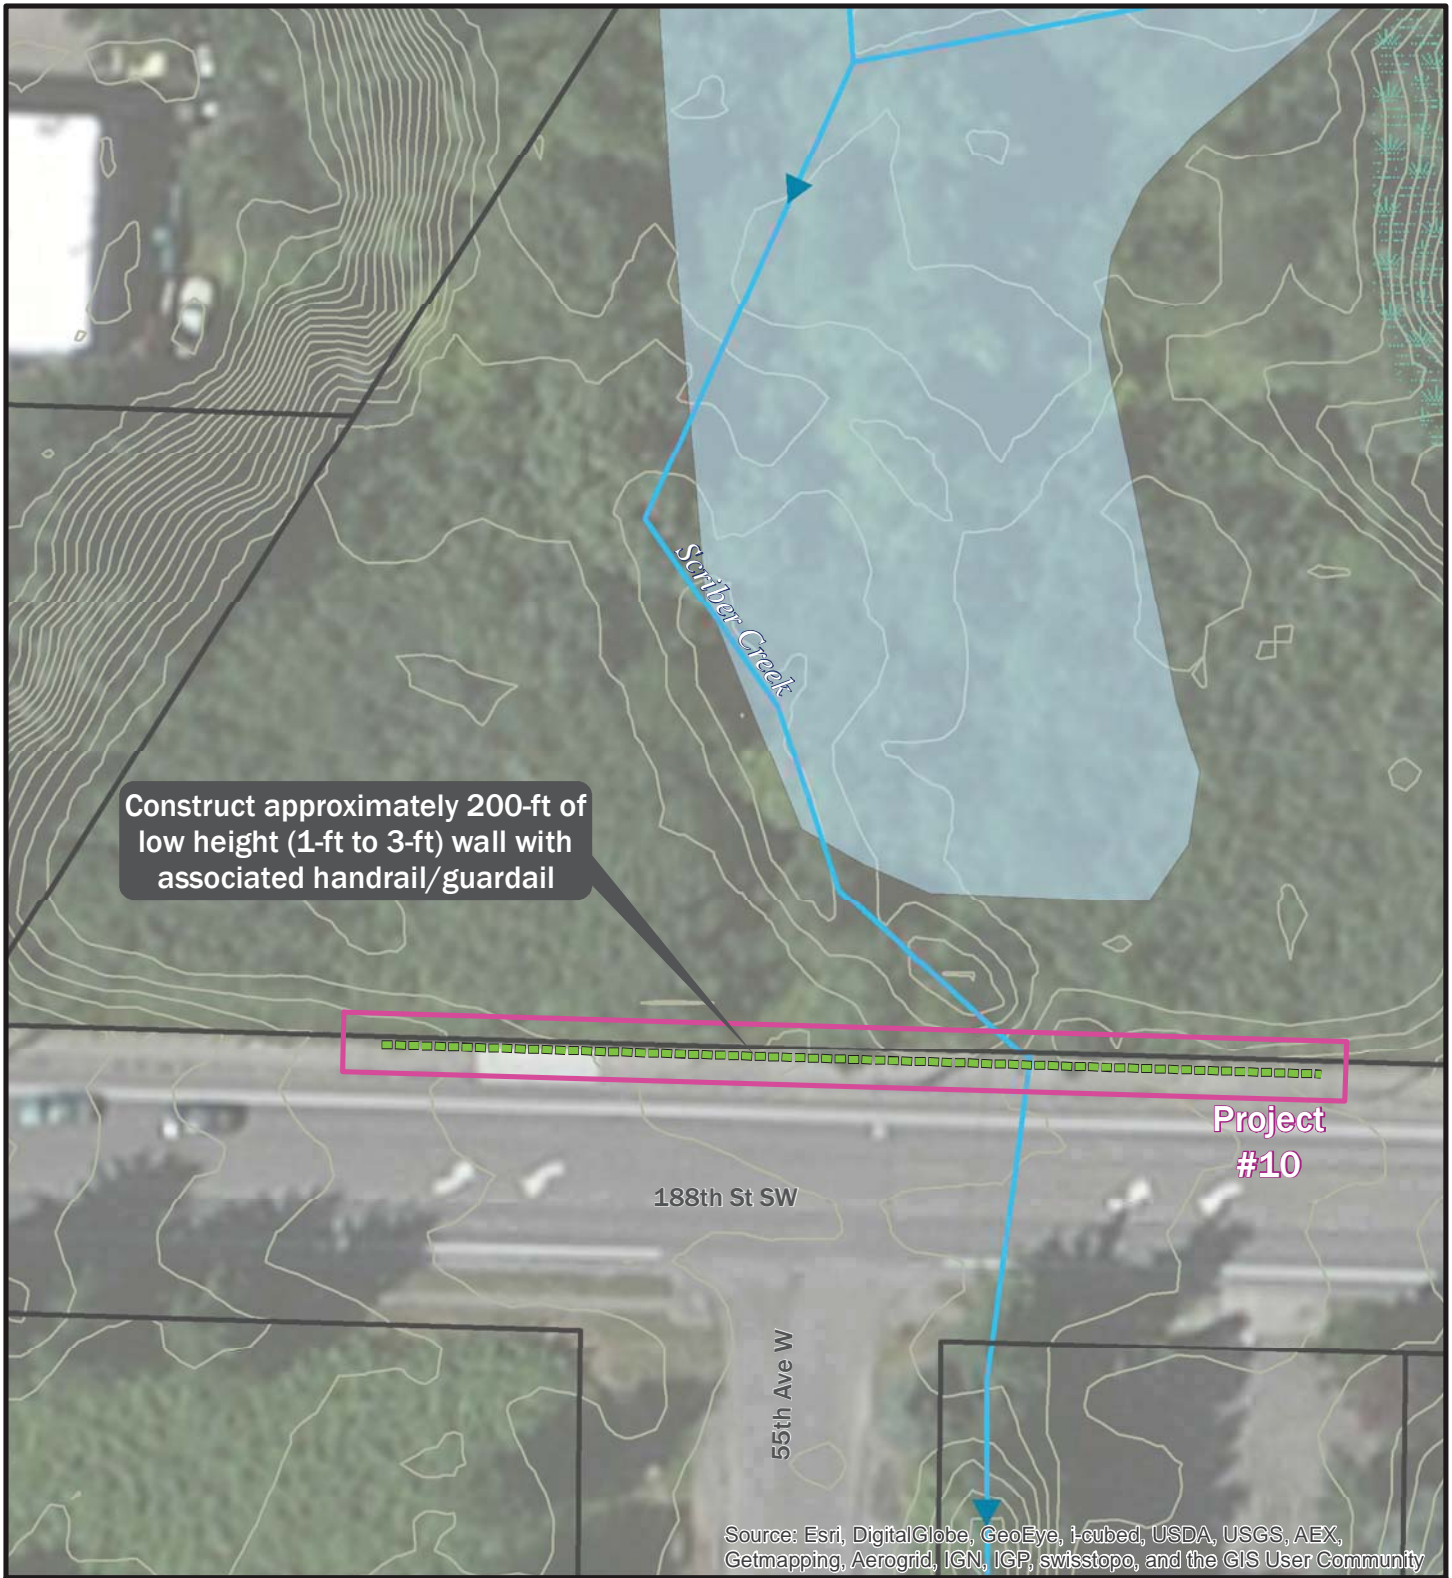 Scriber Creek
Construct approximately 200-ft of
low height (1-ft to 3-ft) wall with
associated handrail/guardail
Project
#10
188th St SW
55th Ave W
Source: Esri, DigitalGlobe, GeoEye, i-cubed, USDA, USGS, AEX,
Getmapping, Aerogrid, IGN, IGP, swisstopo, and the GIS User Community